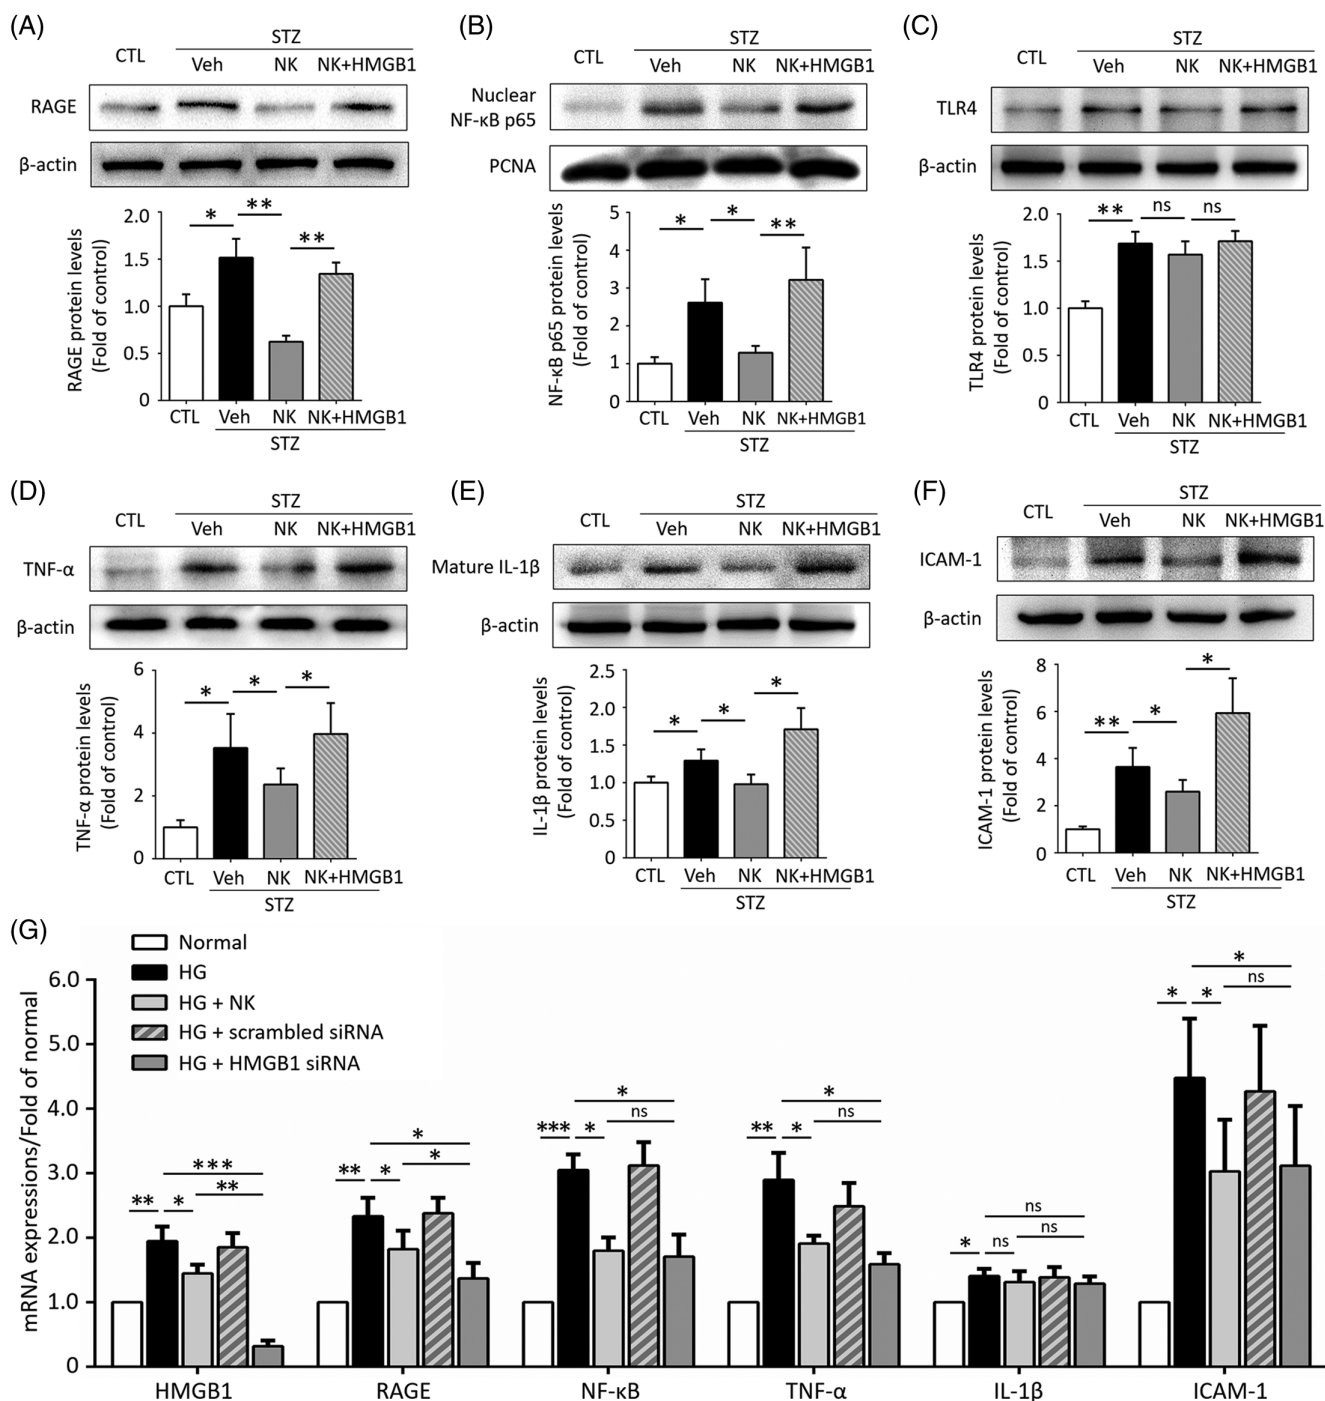 (A)
STZ
CTL
Veh NK NK+HMGB1
RAGE
β-actin
* ** **
RAGE protein levels
(Fold of control)
2.0
1.5
1.0
0.5
0
CTL Veh NK NK+HMGB1
STZ
(B)
STZ
CTL
Veh NK NK+HMGB1
Nuclear
NF-κB p65
PCNA
* * **
NF-κB p65 protein levels
(Fold of control)
5
4
3
2
1
0
CTL Veh NK NK+HMGB1
STZ
(C)
STZ
CTL
Veh NK NK+HMGB1
TLR4
β-actin
** ns ns
TLR4 protein levels
(Fold of control)
2.0
1.5
1.0
0.5
0
CTL Veh NK NK+HMGB1
STZ
(D)
STZ
CTL
Veh NK NK+HMGB1
TNF-α
β-actin
* * *
TNF-α protein levels
(Fold of control)
6
4
2
0
CTL Veh NK NK+HMGB1
STZ
(E)
STZ
CTL
Veh NK NK+HMGB1
Mature IL-1β
β-actin
* * *
IL-1β protein levels
(Fold of control)
2.5
2.0
1.5
1.0
0.5
0
CTL Veh NK NK+HMGB1
STZ
(F)
STZ
CTL
Veh NK NK+HMGB1
ICAM-1
β-actin
** * *
ICAM-1 protein levels
(Fold of control)
8
6
4
2
0
CTL Veh NK NK+HMGB1
STZ
(G)
Normal
HG
HG + NK
HG + scrambled siRNA
HG + HMGB1 siRNA
mRNA expressions/Fold of normal
6.0
5.0
4.0
3.0
2.0
1.0
0
***
**
** *
*
*
** *
*
ns
*** *
*
ns
** *
ns
ns
* ns
*
ns
* *
HMGB1 RAGE NF-κB TNF-α IL-1β ICAM-1